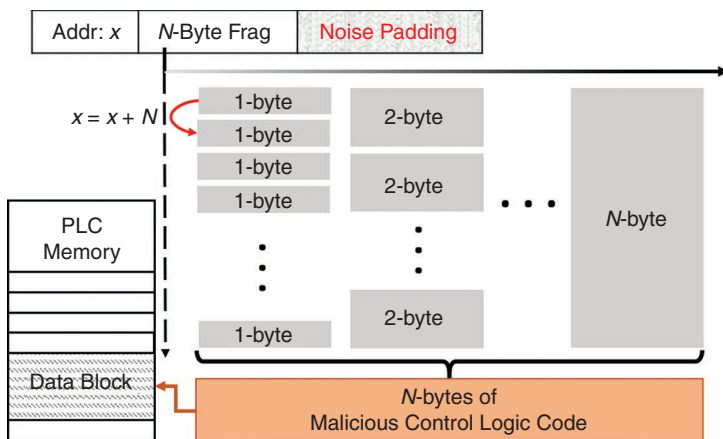 Addr: x
N-Byte Frag
Noise Padding
x = x + N
1-byte
1-byte
1-byte
1-byte
1-byte
2-byte
2-byte
2-byte
N-byte
PLC
Memory
Data Block
N-bytes of
Malicious Control Logic Code